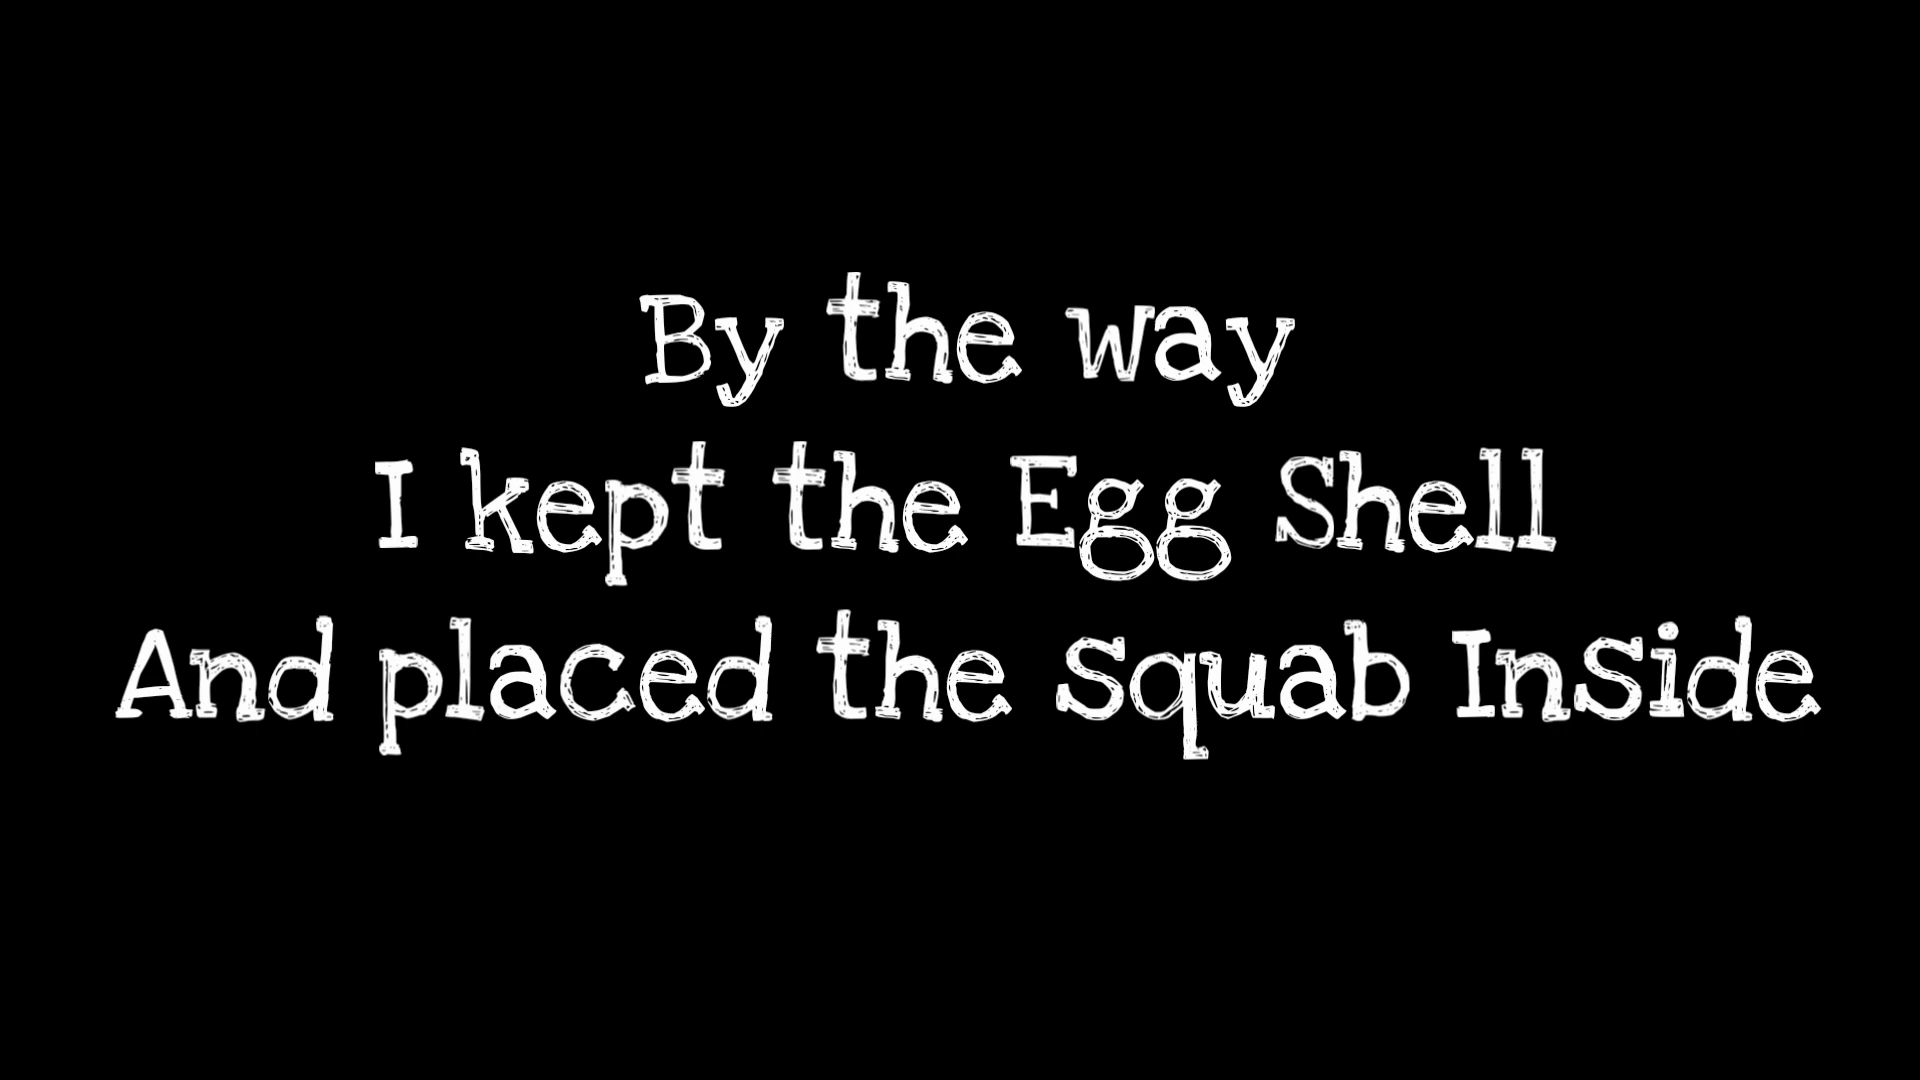 By the way
I kept the Egg Shell
And placed the squab Inside